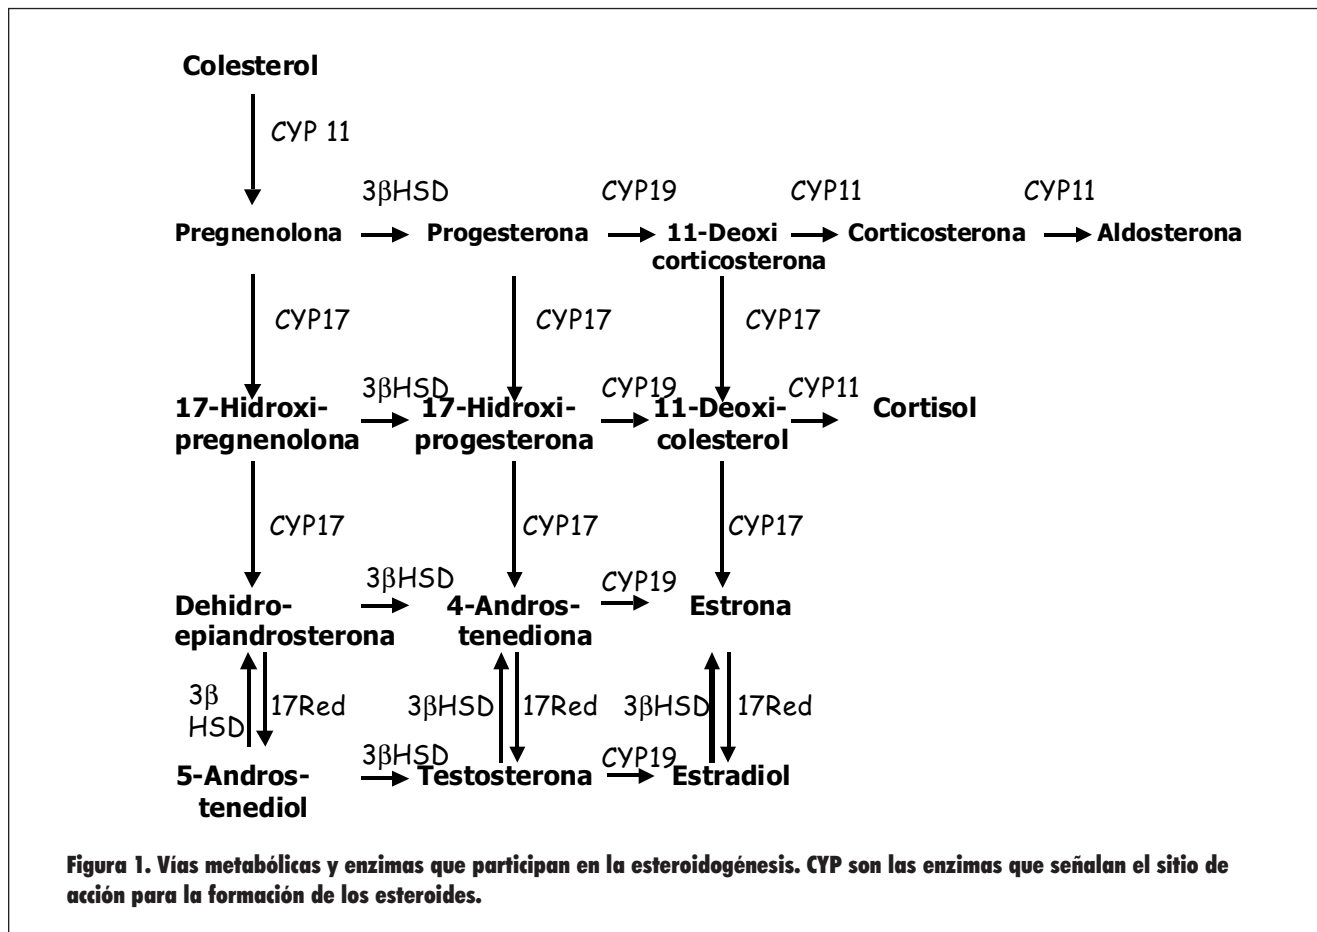 Colesterol
CYP 11
3βHSD CYP19 CYP11 CYP11
Pregnenolona Progesterona 11-Deoxi Corticosterona Aldosterona
corticosterona
CYP17 CYP17 CYP17
3βHSD CYP19 CYP11
17-Hidroxi- 17-Hidroxi- 11-Deoxi- Cortisol
pregnenolona progesterona colesterol
CYP17 CYP17 CYP17
3βHSD CYP19
Dehidro- 4-Andros- Estrona
epiandrosterona tenediona
3β
HSD 17Red 3βHSD 17Red 3βHSD 17Red
3βHSD CYP19
5-Andros- Testosterona Estradiol
tenediol
Figura 1. Vías metabólicas y enzimas que participan en la esteroidogénesis. CYP son las enzimas que señalan el sitio de
acción para la formación de los esteroides.